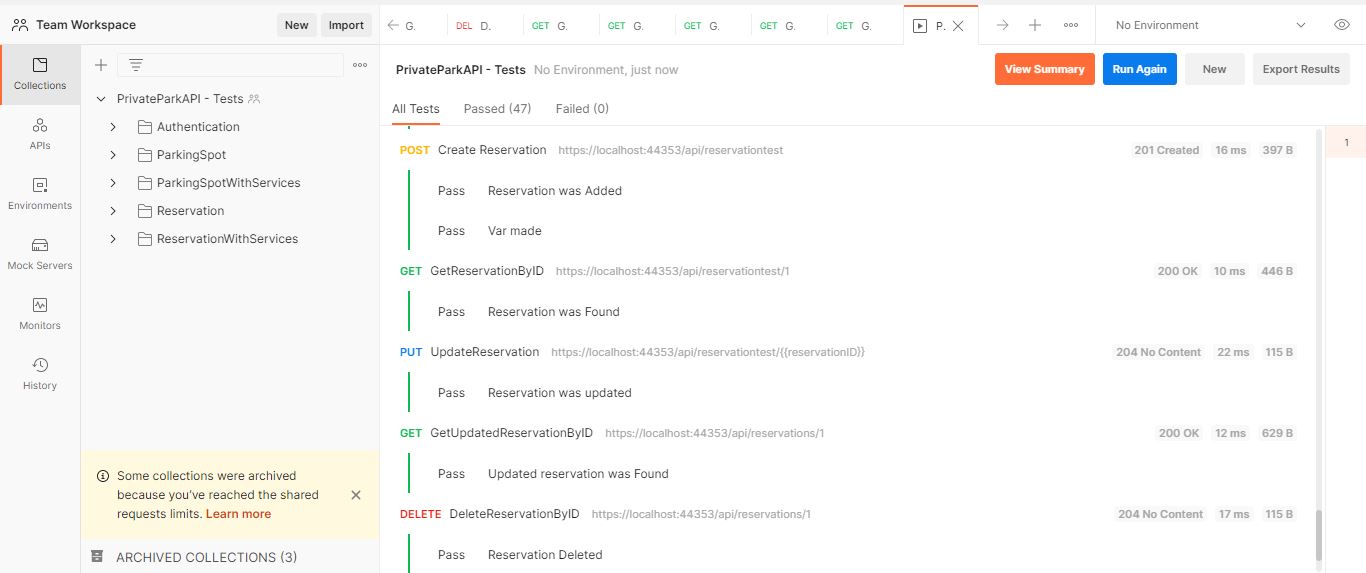 Team Workspace
New
Import
G.
DEL D.
GET G.
GET G.
GET G.
GET G.
GET G.
P.
No Environment
Collections
APIs
Environments
Mock Servers
Monitors
History
PrivateParkAPI - Tests
Authentication
ParkingSpot
ParkingSpotWithServices
Reservation
ReservationWithServices
Some collections were archived
because you've reached the shared
requests limits. Learn more
ARCHIVED COLLECTIONS (3)
PrivateParkAPI - Tests No Environment, just now
View Summary
Run Again
New
Export Results
All Tests Passed (47) Failed (0)
1
POST Create Reservation https://localhost:44353/api/reservationtest 201 Created 16 ms 397 B
Pass Reservation was Added
Pass Var made
GET GetReservationByID https://localhost:44353/api/reservationtest/1 200 OK 10 ms 446 B
Pass Reservation was Found
PUT UpdateReservation https://localhost:44353/api/reservationtest/{{reservationID}} 204 No Content 22 ms 115 B
Pass Reservation was updated
GET GetUpdatedReservationByID https://localhost:44353/api/reservations/1 200 OK 12 ms 629 B
Pass Updated reservation was Found
DELETE DeleteReservationByID https://localhost:44353/api/reservations/1 204 No Content 17 ms 115 B
Pass Reservation Deleted